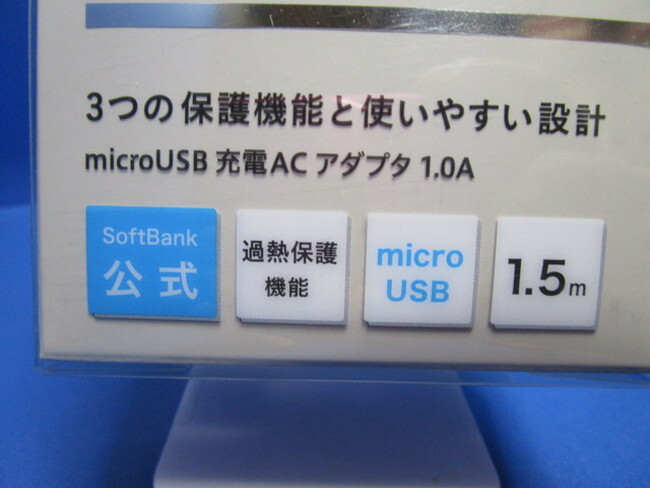 3つの保護機能と使いやすい設計
microUSB 充電AC アダプタ 1.0A
SoftBank
公式
過熱保護
機能
micro
USB
1.5m